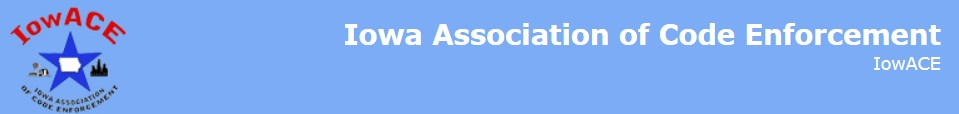 IowACE
IOWA ASSOCIATION
OF CODE ENFORCEMENT
Iowa Association of Code Enforcement
IowACE